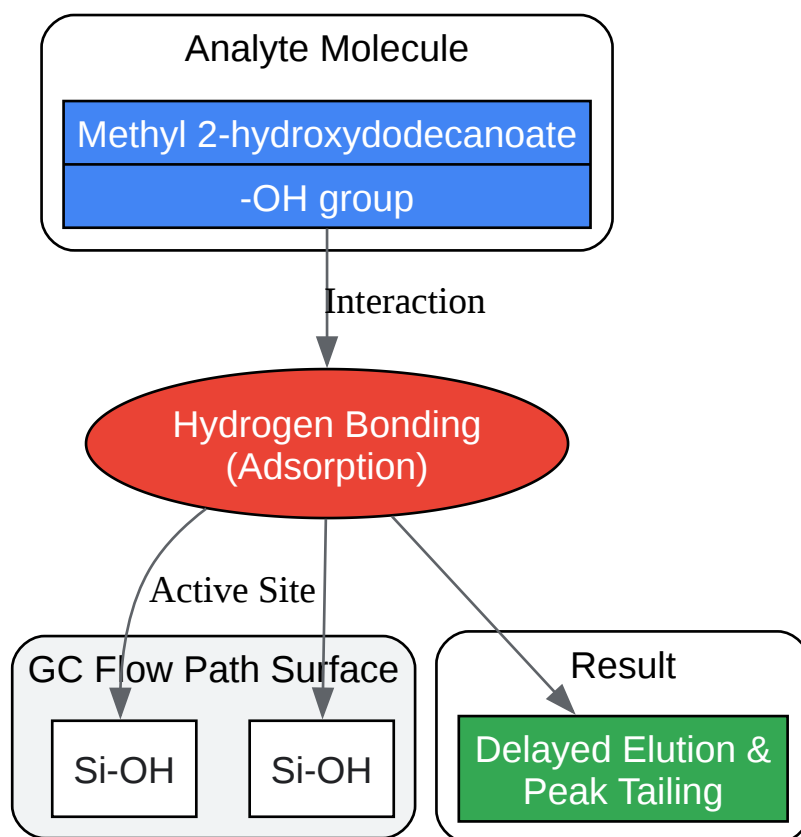 Analyte Molecule
Methyl 2-hydroxydodecanoate
-OH group
Interaction
Hydrogen Bonding
(Adsorption)
Active Site
GC Flow Path Surface
Si-OH
Si-OH
Result
Delayed Elution &
Peak Tailing